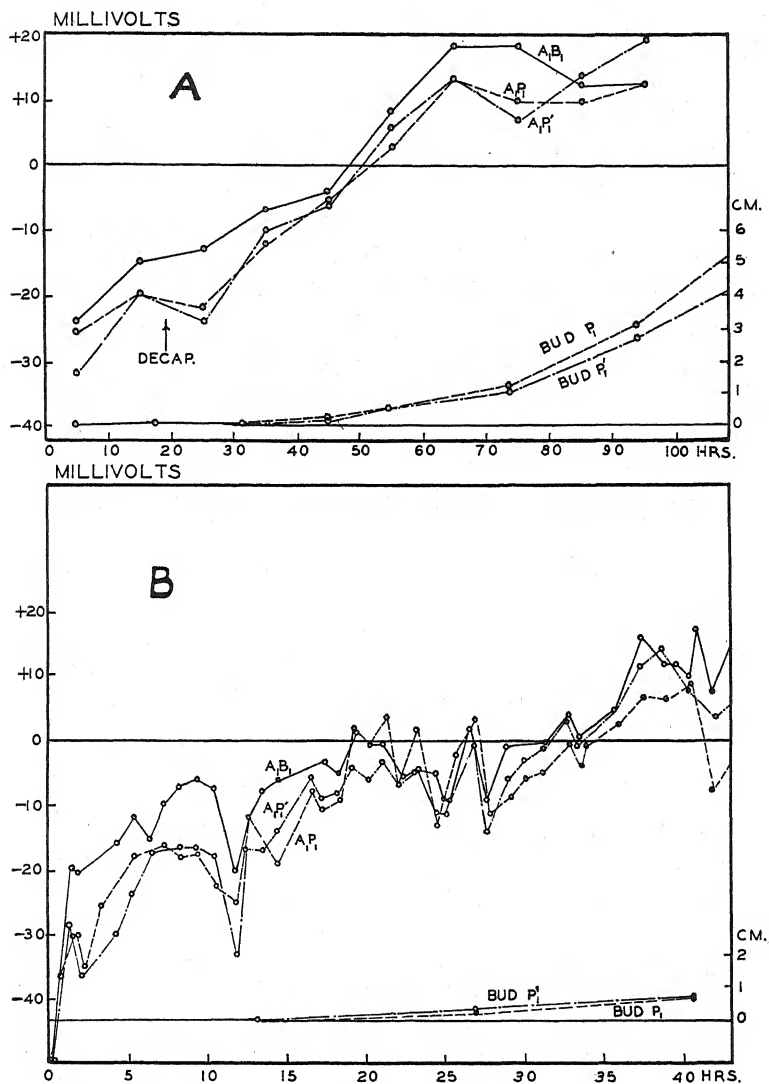 MILLIVOLTS
+20
+10
0
-10
-20
-30
-40
A
A₁B₁
A₁P₁
A₁P₁'
DECAP.
BUD P₁
BUD P₁'
CM.
6
5
4
3
2
1
0
0 10 20 30 40 50 60 70 80 90 100 HRS.
MILLIVOLTS
+20
+10
0
-10
-20
-30
-40
B
A₁B₁
A₁P₁'
A₁P₁
BUD P₁'
BUD P₁
CM.
2
1
0
0 5 10 15 20 25 30 35 40 HRS.